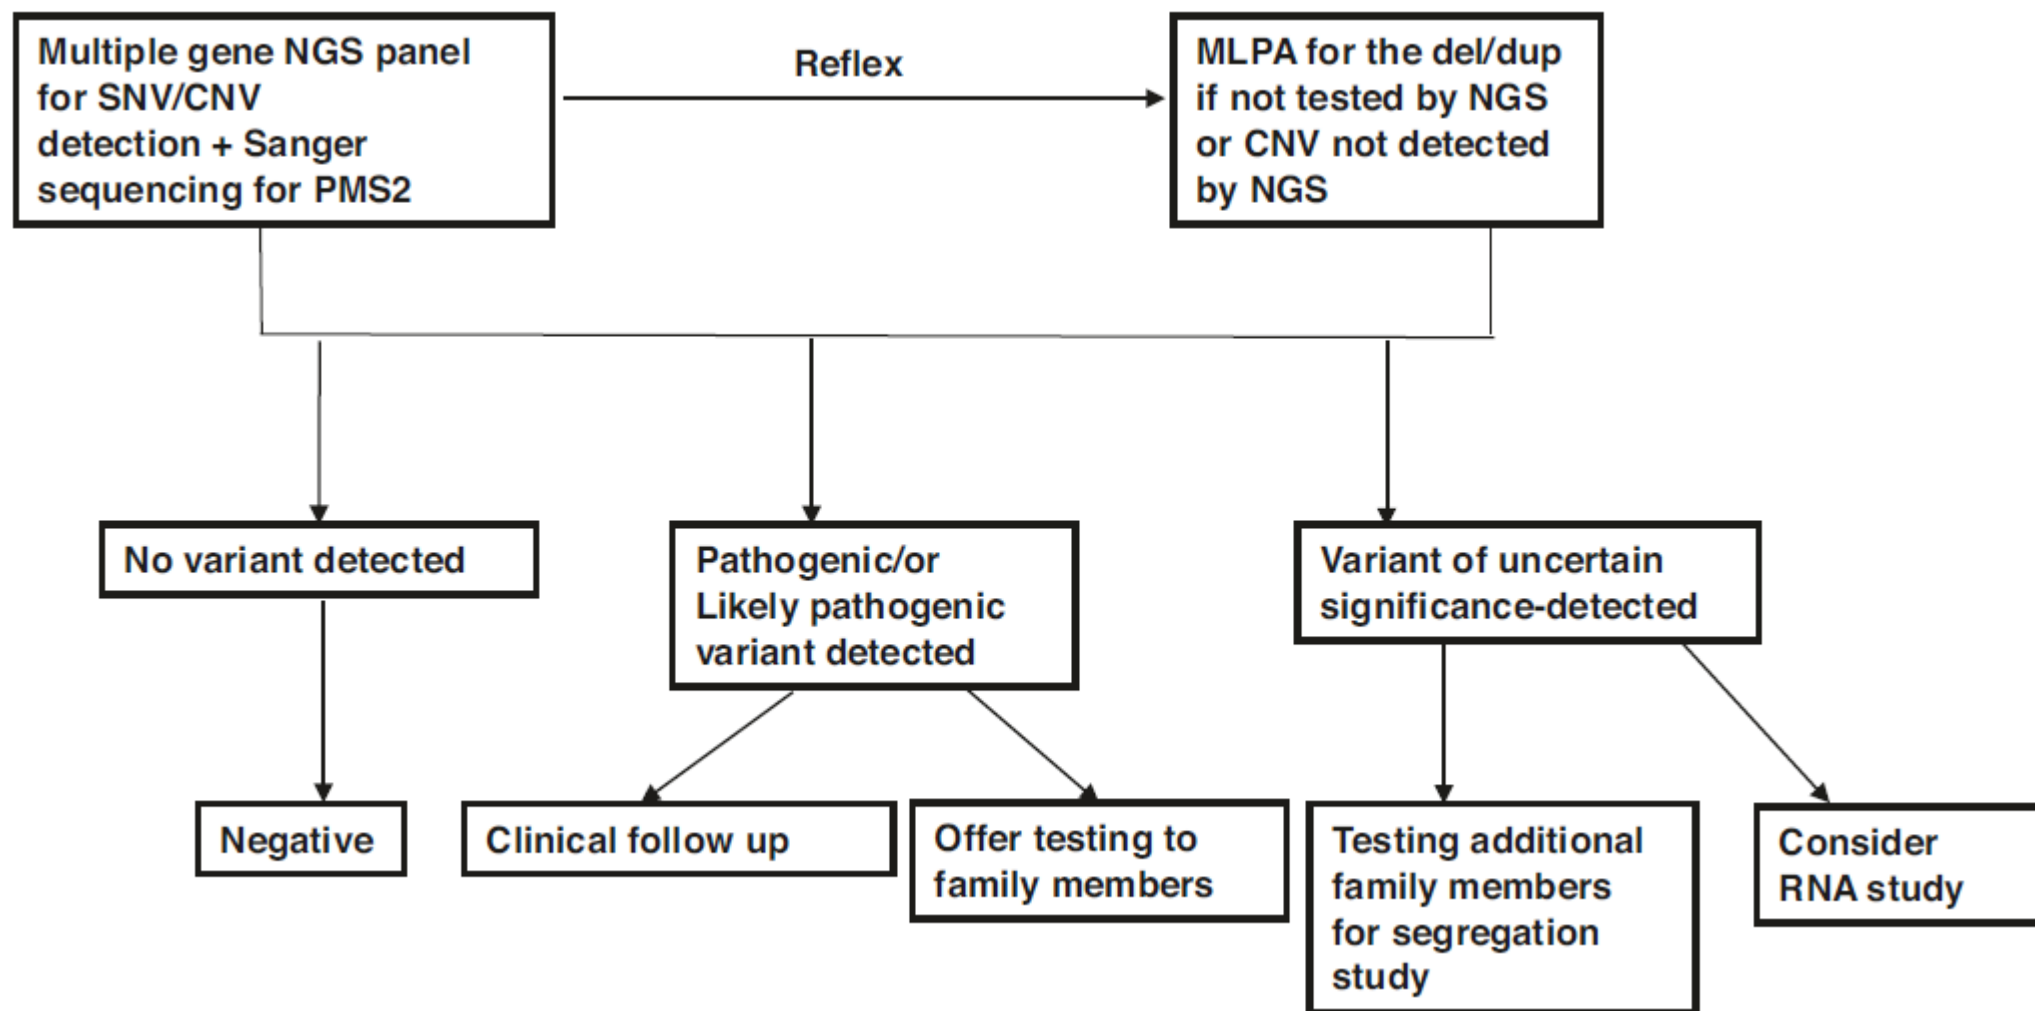 Multiple gene NGS panel
for SNV/CNV
detection + Sanger
sequencing for PMS2
Reflex
MLPA for the del/dup
if not tested by NGS
or CNV not detected
by NGS
No variant detected
Pathogenic/or
Likely pathogenic
variant detected
Variant of uncertain
significance-detected
Negative
Clinical follow up
Offer testing to
family members
Testing additional
family members
for segregation
study
Consider
RNA study